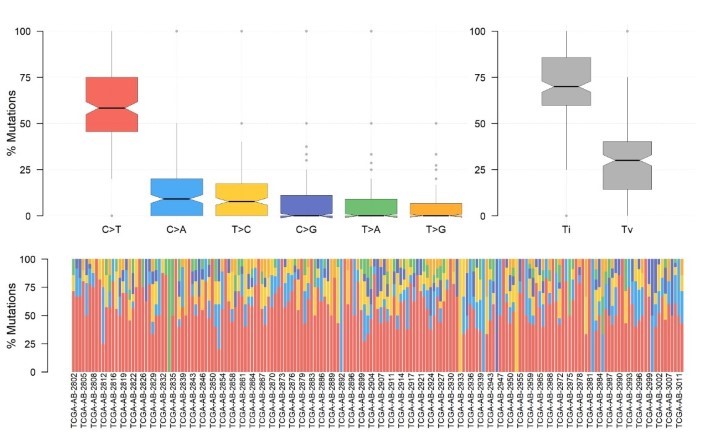 % Mutations
100
75
50
25
0
C>T
C>A
T>C
C>G
T>A
T>G
100
75
50
25
0
Ti
Tv
% Mutations
100
75
50
25
0
TCGA-AB-2802
TCGA-AB-2805
TCGA-AB-2808
TCGA-AB-2812
TCGA-AB-2816
TCGA-AB-2819
TCGA-AB-2822
TCGA-AB-2826
TCGA-AB-2829
TCGA-AB-2832
TCGA-AB-2835
TCGA-AB-2839
TCGA-AB-2843
TCGA-AB-2846
TCGA-AB-2850
TCGA-AB-2854
TCGA-AB-2858
TCGA-AB-2861
TCGA-AB-2864
TCGA-AB-2867
TCGA-AB-2870
TCGA-AB-2873
TCGA-AB-2876
TCGA-AB-2879
TCGA-AB-2883
TCGA-AB-2886
TCGA-AB-2889
TCGA-AB-2892
TCGA-AB-2896
TCGA-AB-2899
TCGA-AB-2904
TCGA-AB-2907
TCGA-AB-2911
TCGA-AB-2914
TCGA-AB-2917
TCGA-AB-2921
TCGA-AB-2924
TCGA-AB-2927
TCGA-AB-2930
TCGA-AB-2933
TCGA-AB-2936
TCGA-AB-2939
TCGA-AB-2943
TCGA-AB-2947
TCGA-AB-2950
TCGA-AB-2955
TCGA-AB-2959
TCGA-AB-2965
TCGA-AB-2968
TCGA-AB-2972
TCGA-AB-2975
TCGA-AB-2978
TCGA-AB-2981
TCGA-AB-2984
TCGA-AB-2987
TCGA-AB-2990
TCGA-AB-2993
TCGA-AB-2996
TCGA-AB-2999
TCGA-AB-3002
TCGA-AB-3007
TCGA-AB-3011